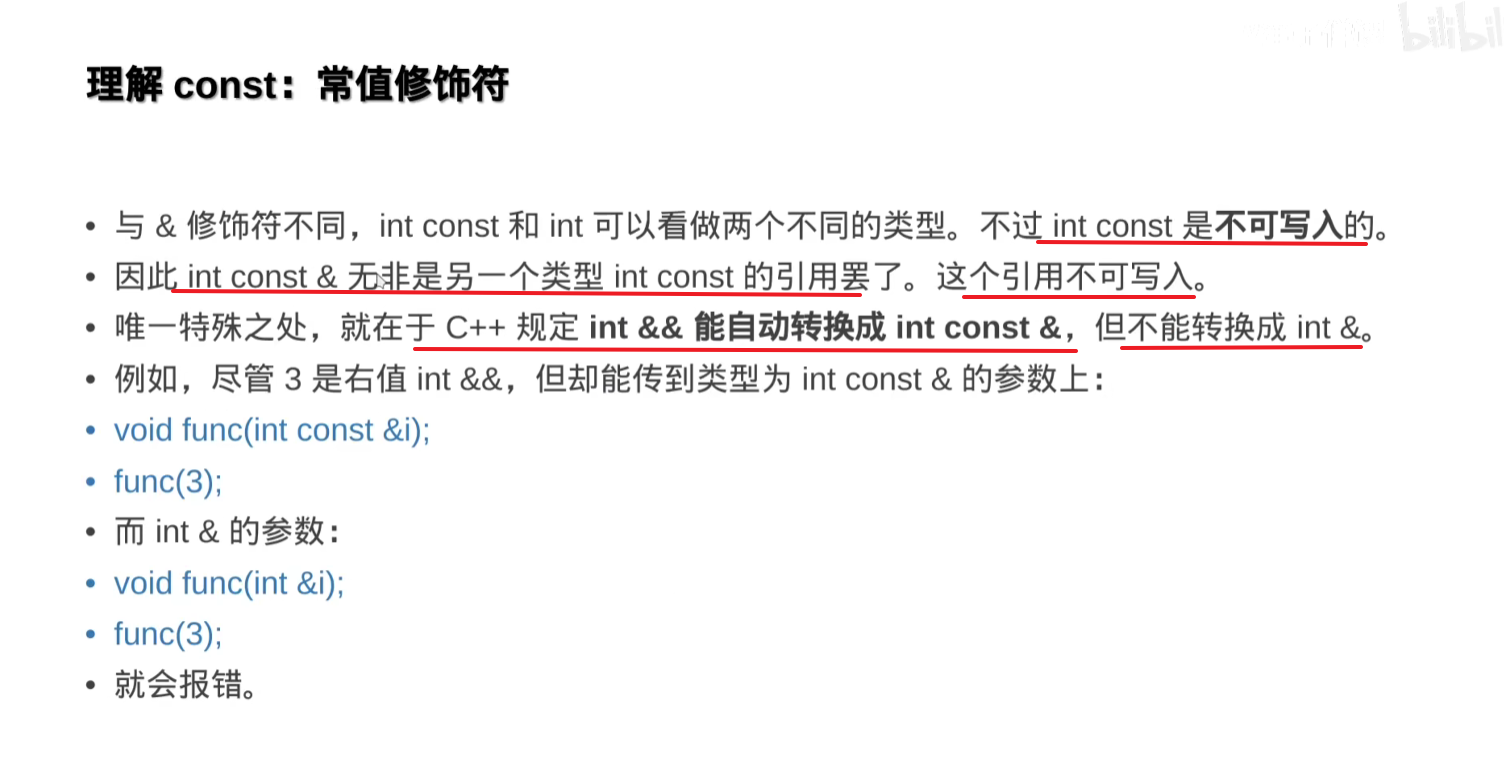 bilibil
理解 const：常值修饰符
• 与 & 修饰符不同，int const 和 int 可以看做两个不同的类型。不过 int const 是不可写入的。
• 因此 int const & 无非是另一个类型 int const 的引用罢了。这个引用不可写入。
• 唯一特殊之处，就在于 C++ 规定 int && 能自动转换成 int const &，但不能转换成 int &。
• 例如，尽管 3 是右值 int &&，但却能传到类型为 int const & 的参数上：
• void func(int const &i);
• func(3);
• 而 int & 的参数：
• void func(int &i);
• func(3);
• 就会报错。